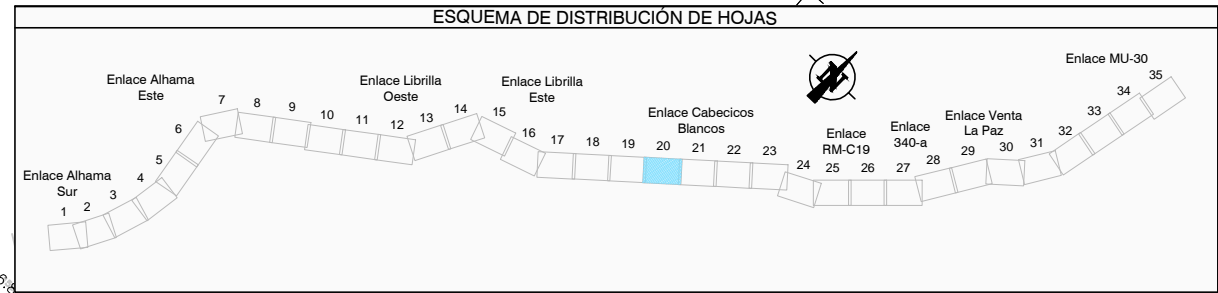 ESQUEMA DE DISTRIBUCIÓN DE HOJAS
Enlace Alhama
Sur
1
2
3
4
5
6
Enlace Alhama
Este
7
8
9
10
11
12
Enlace Librilla
Oeste
13
14
15
Enlace Librilla
Este
16
17
18
19
20
Enlace Cabecicos
Blancos
21
22
23
24
Enlace
RM-C19
25
26
Enlace
340-a
27
28
Enlace Venta
La Paz
29
30
31
32
33
34
Enlace MU-30
35